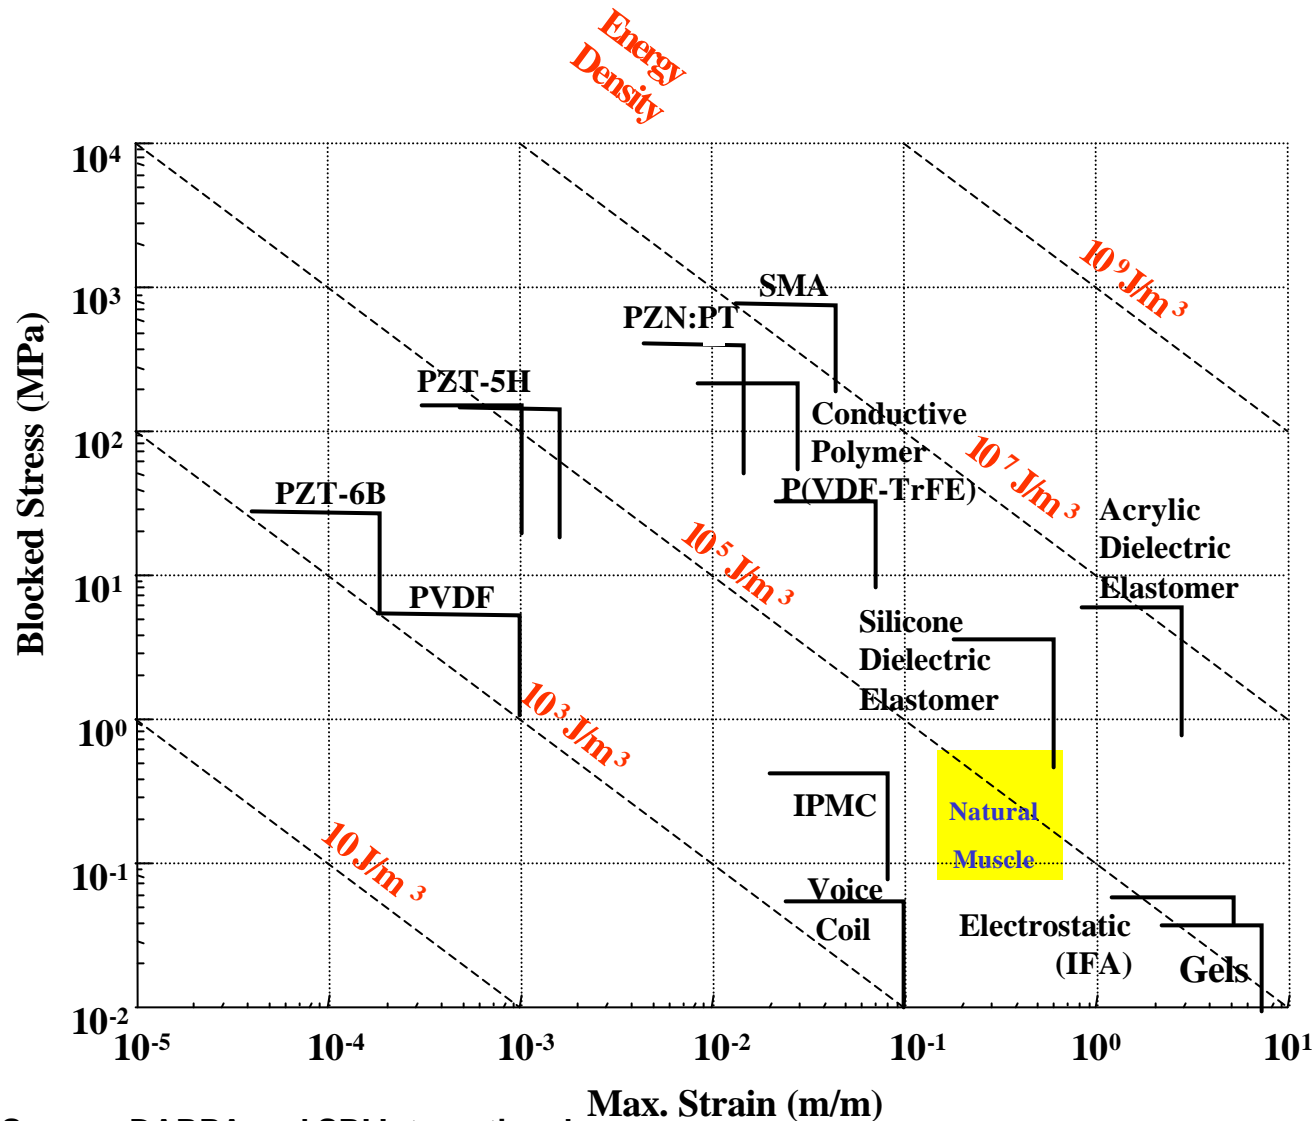 Energy
Density
10⁴
10³
10²
10¹
10⁰
10⁻¹
10⁻²
Blocked Stress (MPa)
SMA
PZN:PT
PZT-5H
Conductive
Polymer
P(VDF-TrFE)
PZT-6B
PVDF
Acrylic
Dielectric
Elastomer
Silicone
Dielectric
Elastomer
IPMC
Natural
Muscle
Voice
Coil
Electrostatic
(IFA)
Gels
10⁹ J/m³
10⁷ J/m³
10⁵ J/m³
10³ J/m³
10 J/m³
10⁻⁵ 10⁻⁴ 10⁻³ 10⁻² 10⁻¹ 10⁰ 10¹
Max. Strain (m/m)